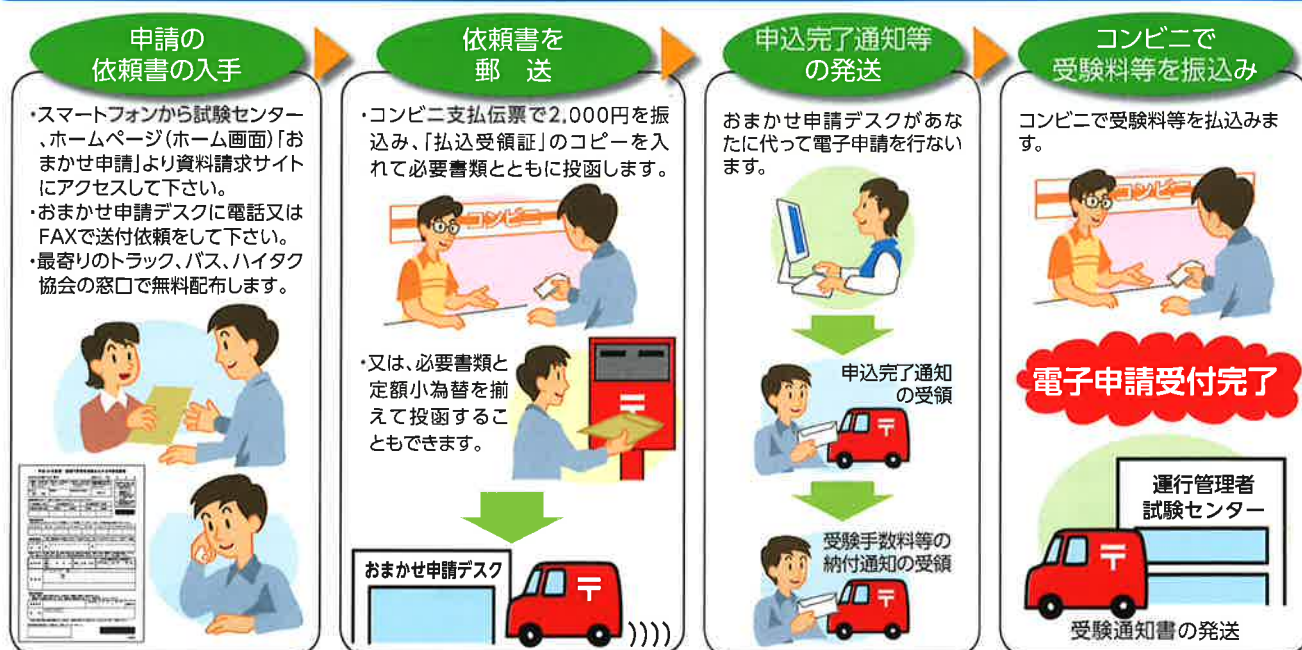 申請の
依頼書の入手
・スマートフォンから試験センター
、ホームページ(ホーム画面)「お
まかせ申請」より資料請求サイト
にアクセスして下さい。
・おまかせ申請デスクに電話又は
FAXで送付依頼をして下さい。
・最寄りのトラック、バス、ハイタク
協会の窓口で無料配布します。
依頼書を
郵 送
・コンビニ支払伝票で2,000円を振
込み、「払込受領証」のコピーを入
れて必要書類とともに投函します。
コンビニ
・又は、必要書類と
定額小為替を揃
えて投函するこ
ともできます。
〒
おまかせ申請デスク
〒
申込完了通知等
の発送
おまかせ申請デスクがあな
たに代って電子申請を行ない
ます。
申込完了通知
の受領
〒
受験手数料等の
納付通知の受領
〒
コンビニで
受験料等を振込み
コンビニで受験料等を払込みま
す。
コンビニ
電子申請受付完了
運行管理者
試験センター
〒
受験通知書の発送